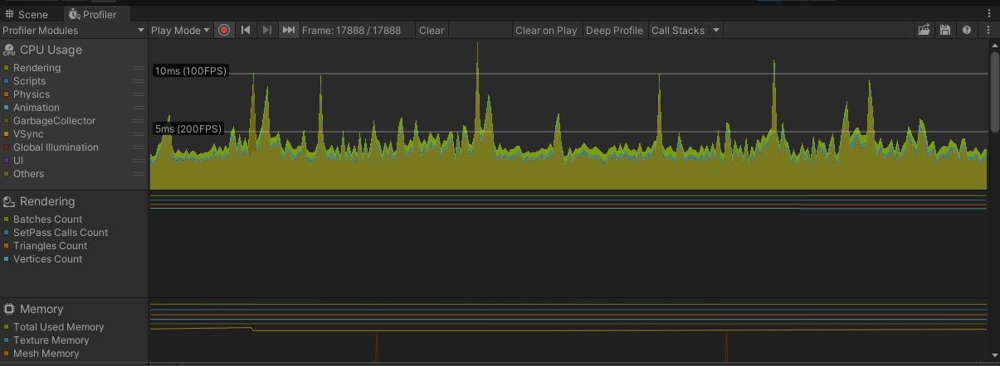 Scene Profiler
Profiler Modules Play Mode Frame: 17888 / 17888 Clear Clear on Play Deep Profile Call Stacks
CPU CPU Usage
Rendering
Scripts
Physics
Animation
GarbageCollector
VSync
Global Illumination
UI
Others
10ms (100FPS)
5ms (200FPS)
Rendering
Batches Count
SetPass Calls Count
Triangles Count
Vertices Count
Memory
Total Used Memory
Texture Memory
Mesh Memory